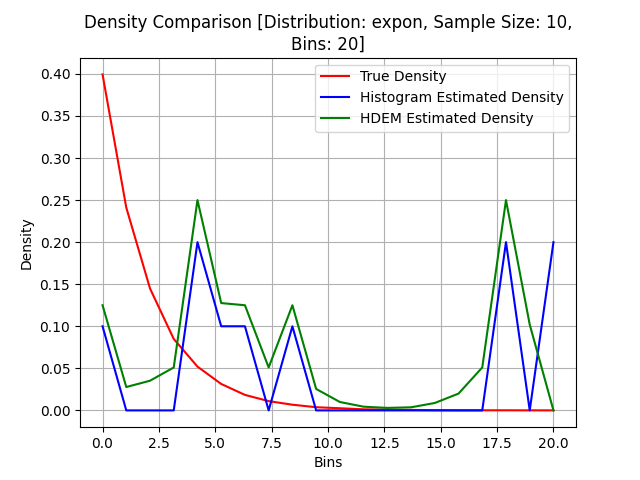 Density Comparison [Distribution: expon, Sample Size: 10,
Bins: 20]
True Density
Histogram Estimated Density
HDEM Estimated Density
Density
0.40
0.35
0.30
0.25
0.20
0.15
0.10
0.05
0.00
0.0 2.5 5.0 7.5 10.0 12.5 15.0 17.5 20.0
Bins